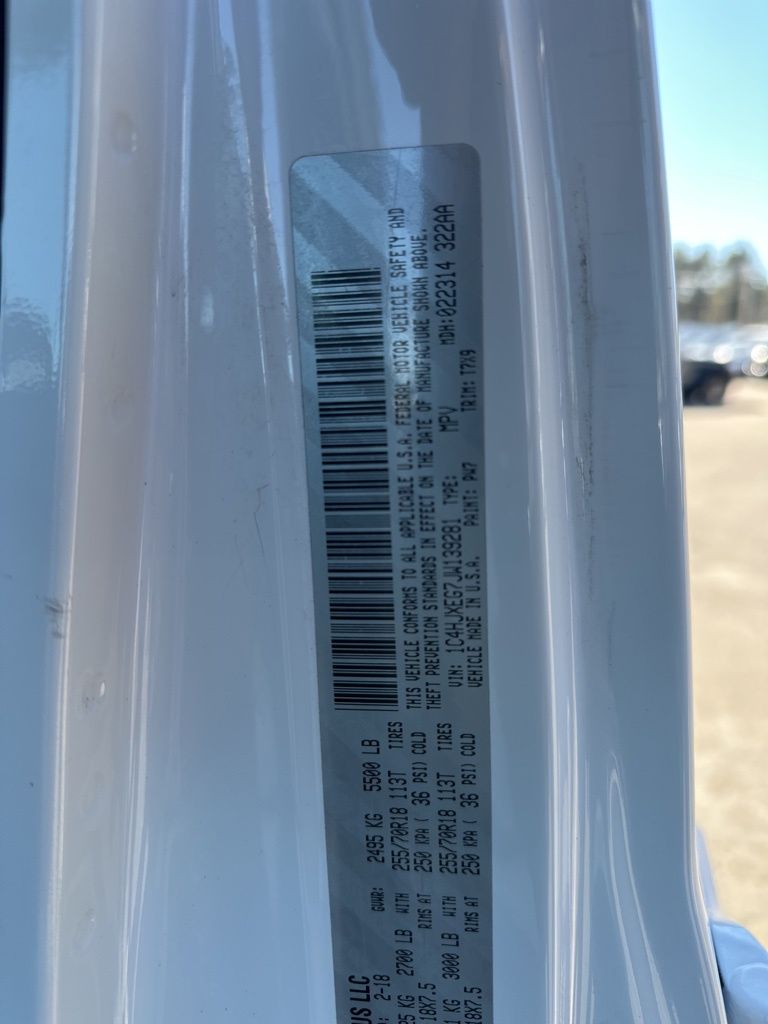 US LLC
2-18 GVWR: 2495 KG 5500 LB
KG 2700 LB WITH 255/70R18 113T TIRES
18X7.5 RIMS AT 250 KPA ( 36 PSI) COLD
KG 3000 LB WITH 255/70R18 113T TIRES
18X7.5 RIMS AT 250 KPA ( 36 PSI) COLD
THIS VEHICLE CONFORMS TO ALL APPLICABLE U.S.A. FEDERAL MOTOR VEHICLE SAFETY AND
THEFT PREVENTION STANDARDS IN EFFECT ON THE DATE OF MANUFACTURE SHOWN ABOVE.
VIN: 1C4HJXEG7JW139281 TYPE: MPV MDH:022314 322AA
VEHICLE MADE IN U.S.A. PAINT: PW7 TRIM: T7X9